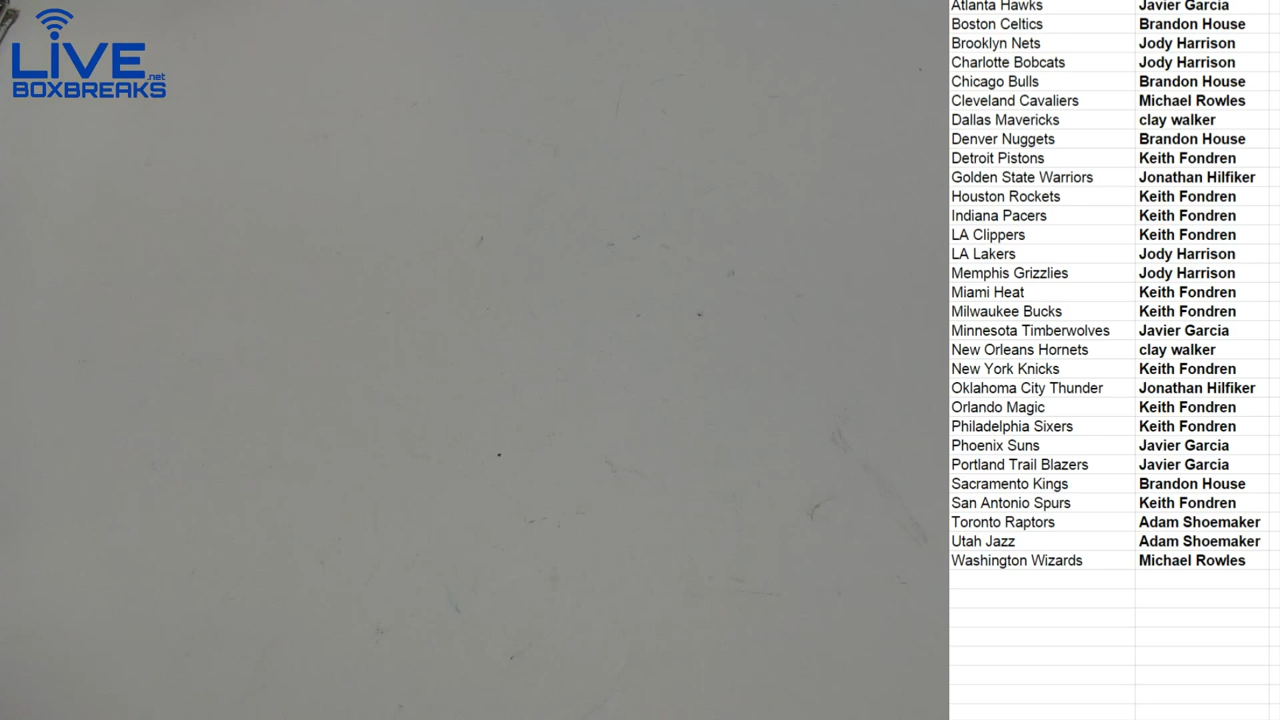 LIVE.net
BOXBREAKS
Atlanta Hawks Javier Garcia
Boston Celtics Brandon House
Brooklyn Nets Jody Harrison
Charlotte Bobcats Jody Harrison
Chicago Bulls Brandon House
Cleveland Cavaliers Michael Rowles
Dallas Mavericks clay walker
Denver Nuggets Brandon House
Detroit Pistons Keith Fondren
Golden State Warriors Jonathan Hilfiker
Houston Rockets Keith Fondren
Indiana Pacers Keith Fondren
LA Clippers Keith Fondren
LA Lakers Jody Harrison
Memphis Grizzlies Jody Harrison
Miami Heat Keith Fondren
Milwaukee Bucks Keith Fondren
Minnesota Timberwolves Javier Garcia
New Orleans Hornets clay walker
New York Knicks Keith Fondren
Oklahoma City Thunder Jonathan Hilfiker
Orlando Magic Keith Fondren
Philadelphia Sixers Keith Fondren
Phoenix Suns Javier Garcia
Portland Trail Blazers Javier Garcia
Sacramento Kings Brandon House
San Antonio Spurs Keith Fondren
Toronto Raptors Adam Shoemaker
Utah Jazz Adam Shoemaker
Washington Wizards Michael Rowles